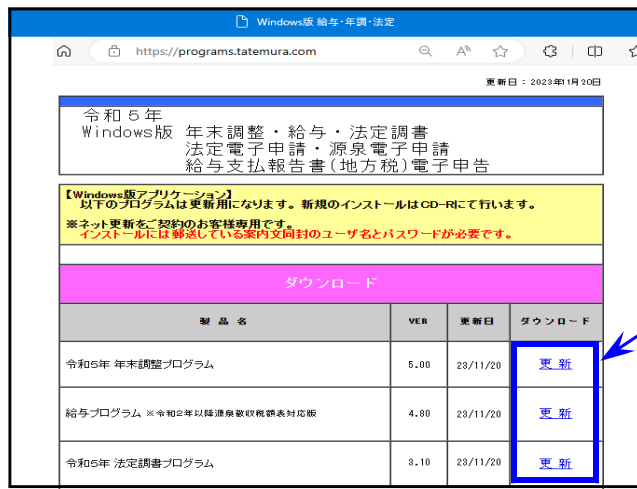 Windows版 給与・年調・法定
https://programs.tatemura.com
更新日：2023年11月20日
令和５年
Windows版 年末調整・給与・法定調書
法定電子申請・源泉電子申請
給与支払報告書(地方税)電子申告
【Windows版アプリケーション】
以下のプログラムは更新用になります。新規のインストールはCD-Rにて行います。
※ネット更新をご契約のお客様専用です。
インストールには郵送している案内文同封のユーザ名とパスワードが必要です。
ダウンロード
製 品 名 VER 更新日 ダウンロード
令和5年 年末調整プログラム 5.00 23/11/20 更 新
給与プログラム ※令和2年以降源泉徴収税額表対応版 4.80 23/11/20 更 新
令和5年 法定調書プログラム 3.10 23/11/20 更 新